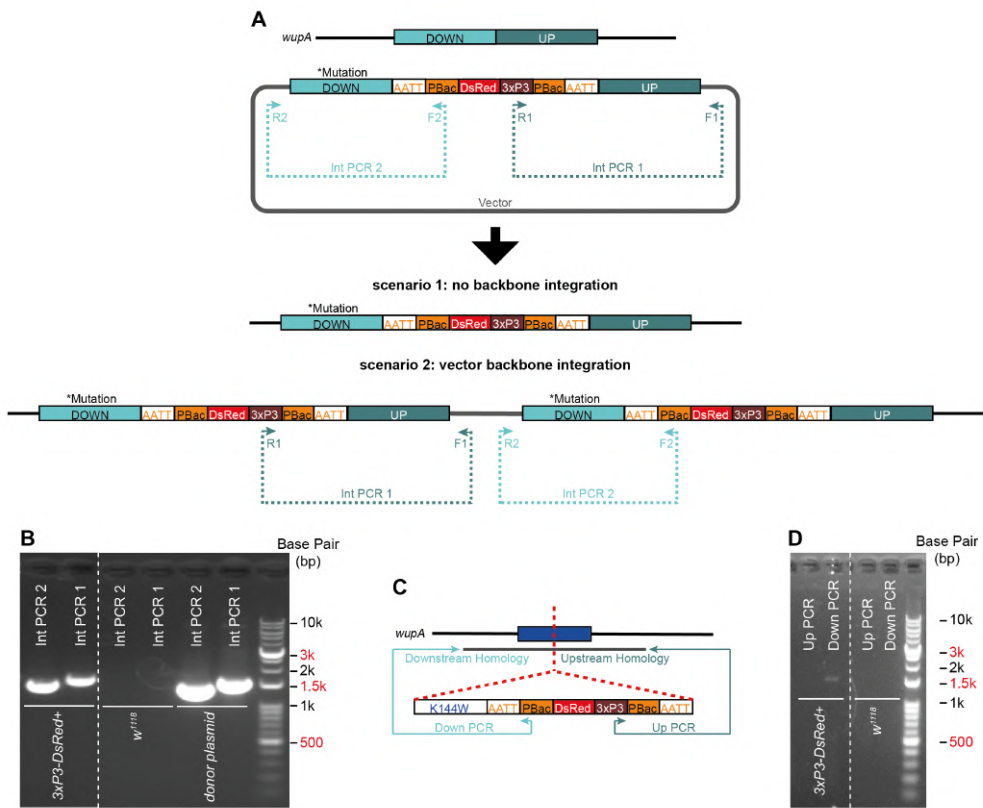 A
wupA
DOWN UP
*Mutation
DOWN AATT PBac DsRed 3xP3 PBac AATT UP
R2 F2 R1 F1
Int PCR 2 Int PCR 1
Vector
scenario 1: no backbone integration
*Mutation
DOWN AATT PBac DsRed 3xP3 PBac AATT UP
scenario 2: vector backbone integration
*Mutation *Mutation
DOWN AATT PBac DsRed 3xP3 PBac AATT UP DOWN AATT PBac DsRed 3xP3 PBac AATT UP
R1 F1 R2 F2
Int PCR 1 Int PCR 2
B
Base Pair
(bp)
Int PCR 2
Int PCR 1
Int PCR 2
Int PCR 1
Int PCR 2
Int PCR 1
10k
3k
2k
1.5k
1k
500
3xP3-DsRed+
w1118
donor plasmid
C
wupA
Downstream Homology Upstream Homology
K144W AATT PBac DsRed 3xP3 PBac AATT
Down PCR Up PCR
D
Base Pair
(bp)
Up PCR
Down PCR
Up PCR
Down PCR
10k
3k
2k
1.5k
1k
500
3xP3-DsRed+
w1118